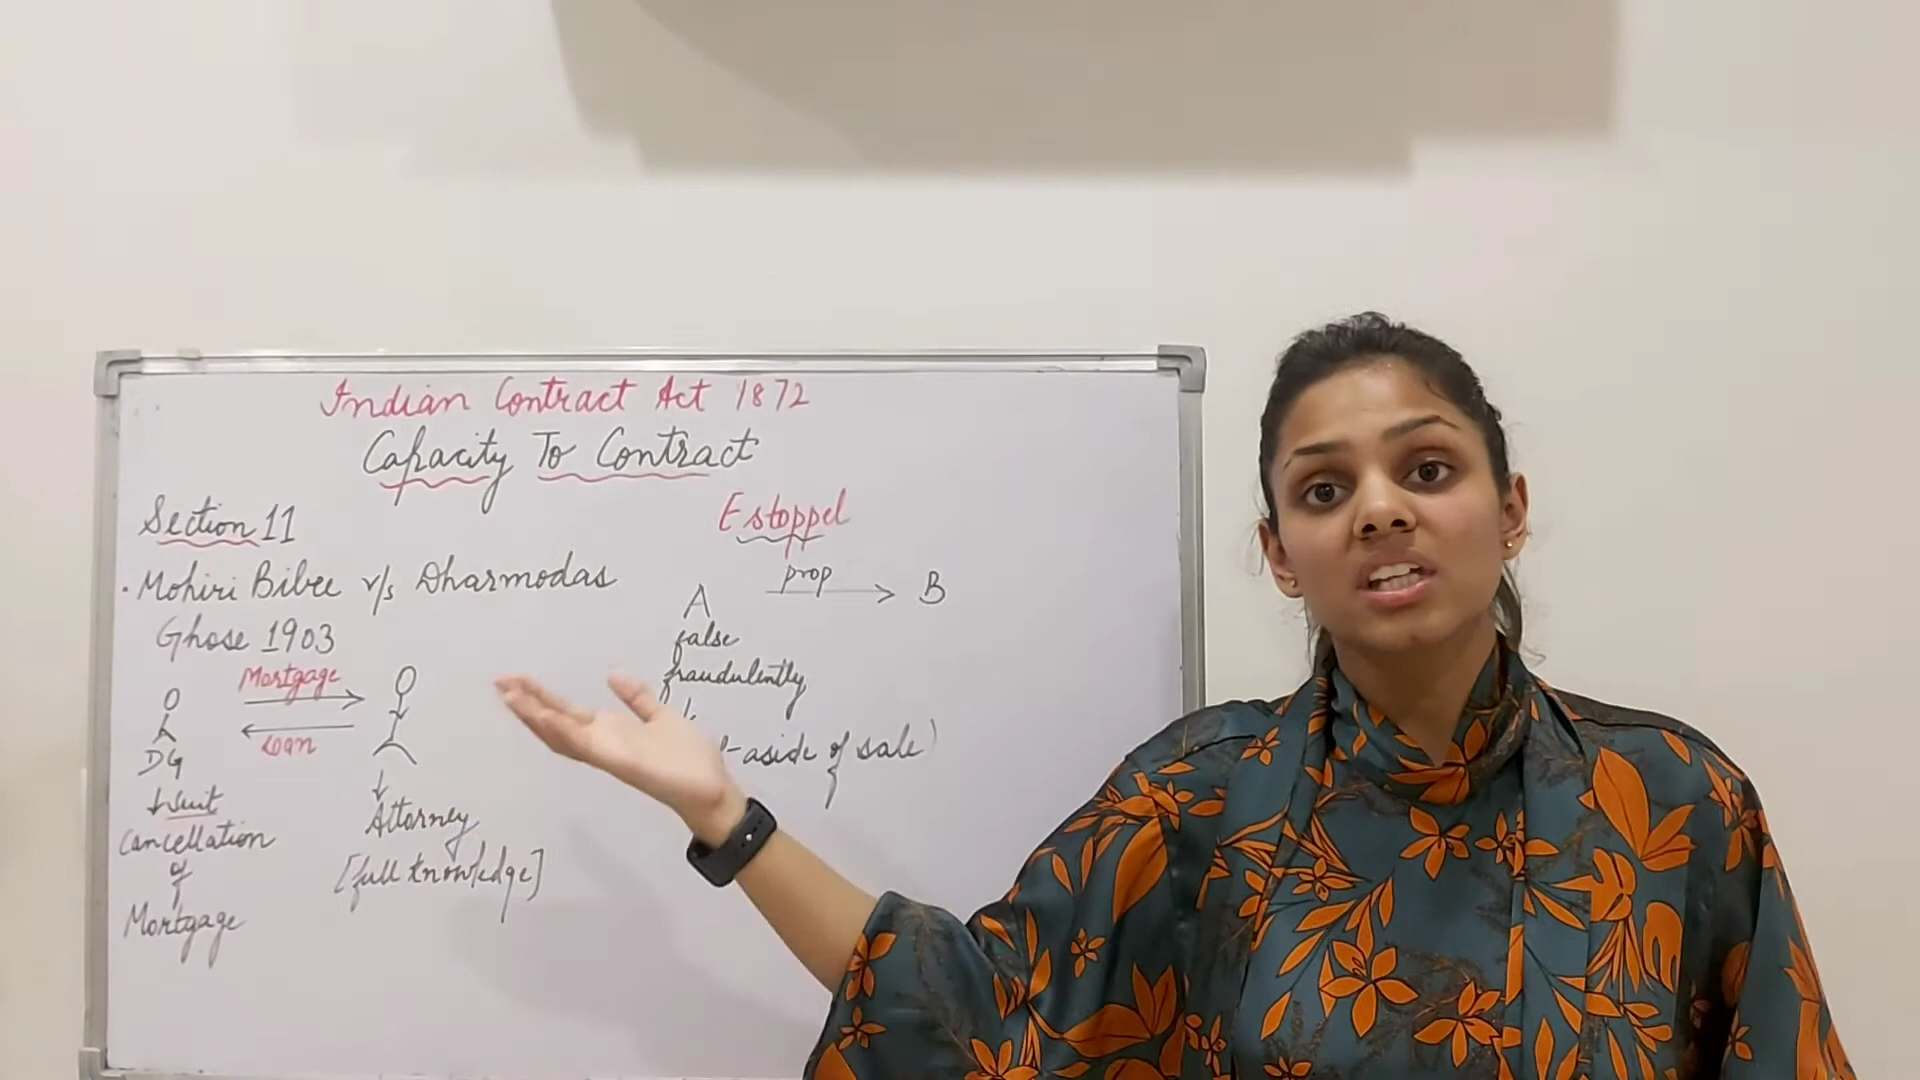 Indian Contract Act 1872
Capacity To Contract
Section 11
• Mohiri Bibee v/s Dharmodas
Ghose 1903
Mortgage
Loan
DG
Suit
Cancellation
of
Mortgage
Attorney
[full knowledge]
Estoppel
A prop B
false
fraudulently
-aside of sale)